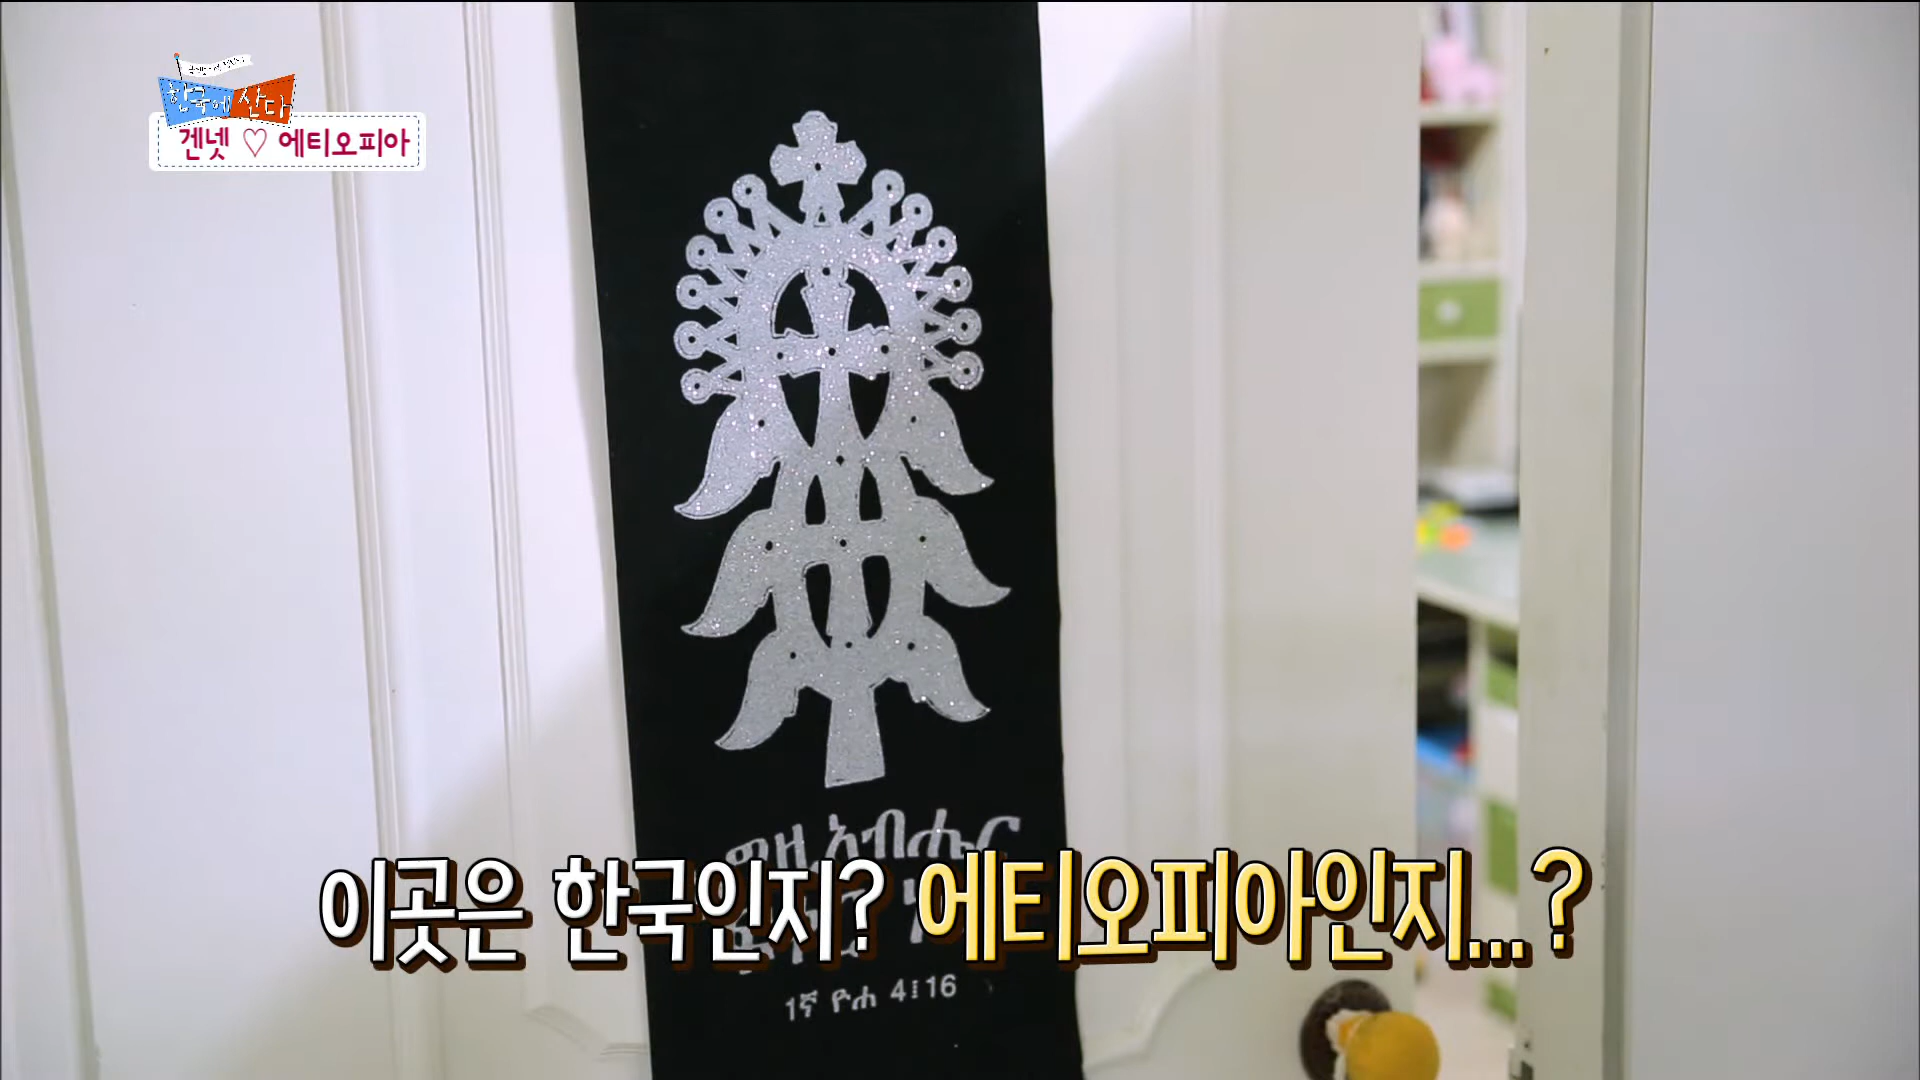 한국에 산다
겐넷 ♡ 에티오피아
እግዚአብሔር
이곳은 한국인지? 에티오피아인지...?
1ኛ ዮሐ 4፤16